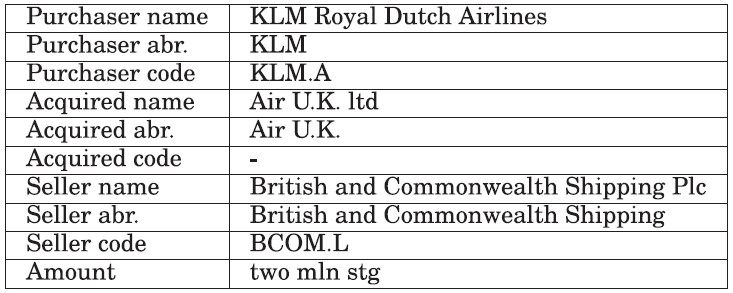 Purchaser name KLM Royal Dutch Airlines
Purchaser abr. KLM
Purchaser code KLM.A
Acquired name Air U.K. ltd
Acquired abr. Air U.K.
Acquired code -
Seller name British and Commonwealth Shipping Plc
Seller abr. British and Commonwealth Shipping
Seller code BCOM.L
Amount two mln stg